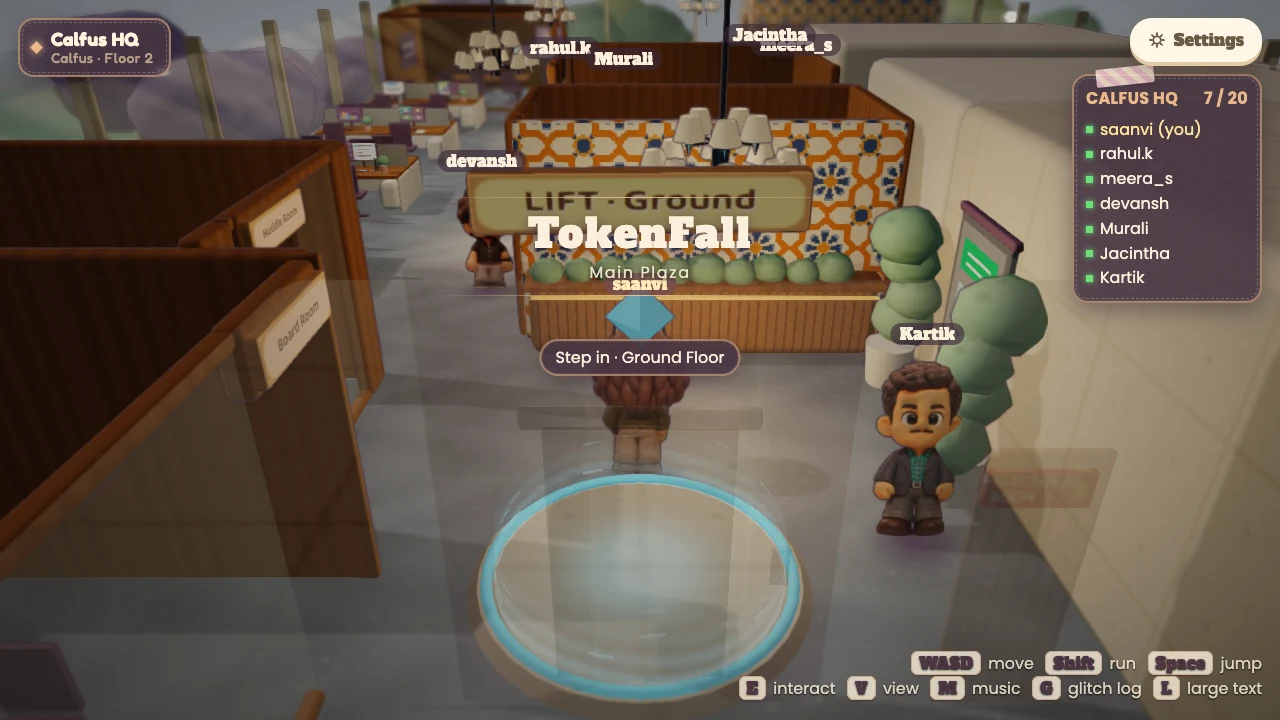 Calfus HQ
Calfus · Floor 2
rahul.k
Murali
Jacintha
meera_s
Settings
CALFUS HQ 7 / 20
saanvi (you)
rahul.k
meera_s
devansh
Murali
Jacintha
Kartik
devansh
LIFT · Ground
TokenFall
Main Plaza
saanvi
Step in · Ground Floor
Huddle Room
Board Room
Kartik
WASD move Shift run Space jump
E interact V view M music G glitch log L large text